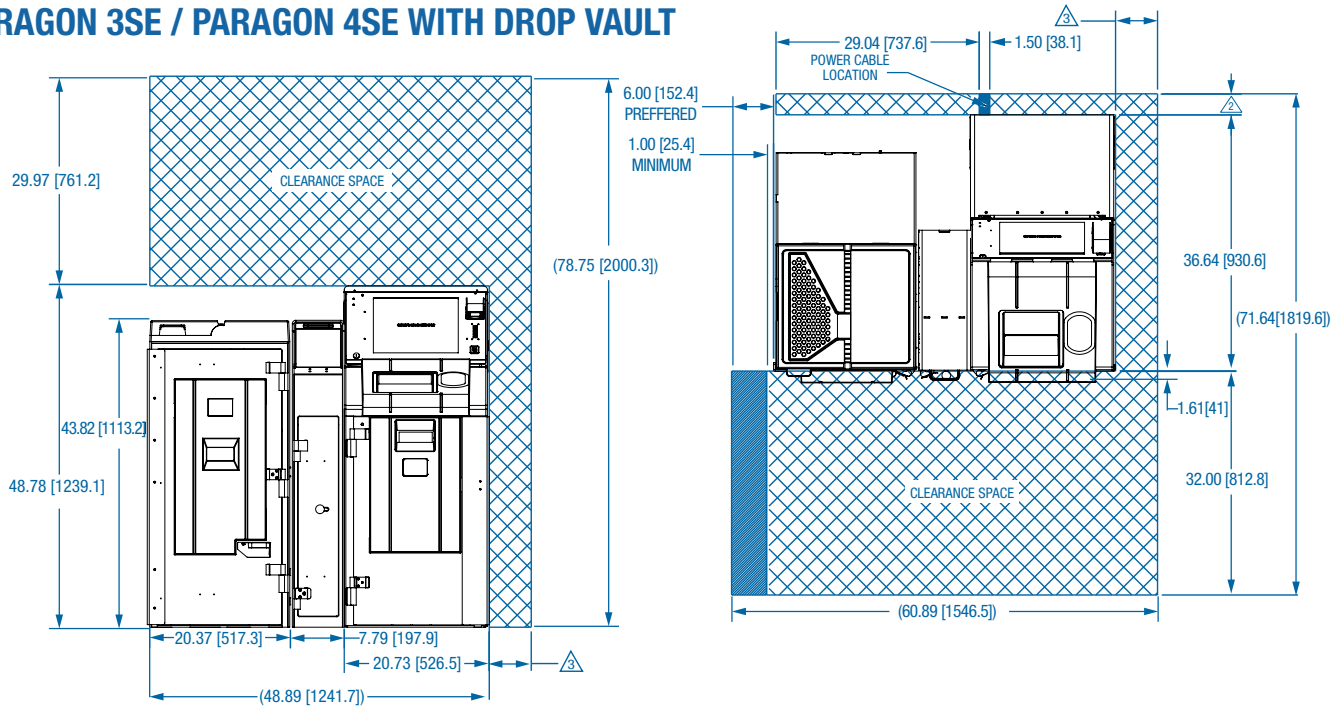 RAGON 3SE / PARAGON 4SE WITH DROP VAULT
29.97 [761.2]
CLEARANCE SPACE
(78.75 [2000.3])
43.82 [1113.2]
48.78 [1239.1]
20.37 [517.3]
7.79 [197.9]
20.73 [526.5]
3
(48.89 [1241.7])
3
29.04 [737.6]
1.50 [38.1]
POWER CABLE
LOCATION
6.00 [152.4]
PREFFERED
2
1.00 [25.4]
MINIMUM
36.64 [930.6]
(71.64[1819.6])
1.61[41]
32.00 [812.8]
CLEARANCE SPACE
(60.89 [1546.5])